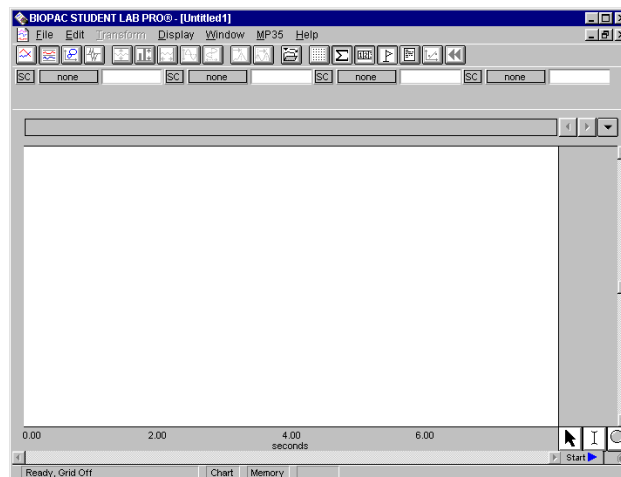 BIOPAC STUDENT LAB PRO® - [Untitled1]
File Edit Transform Display Window MP35 Help
SC none SC none SC none SC none
0.00 2.00 4.00 6.00
seconds
Start
Ready, Grid Off Chart Memory